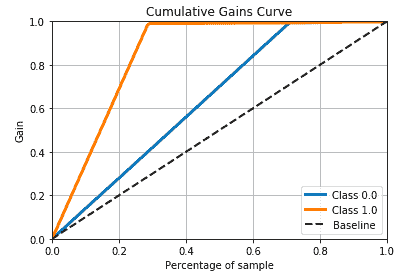 Cumulative Gains Curve
1.0
0.8
0.6
0.4
0.2
0.0
Gain
0.0 0.2 0.4 0.6 0.8 1.0
Percentage of sample
Class 0.0
Class 1.0
Baseline